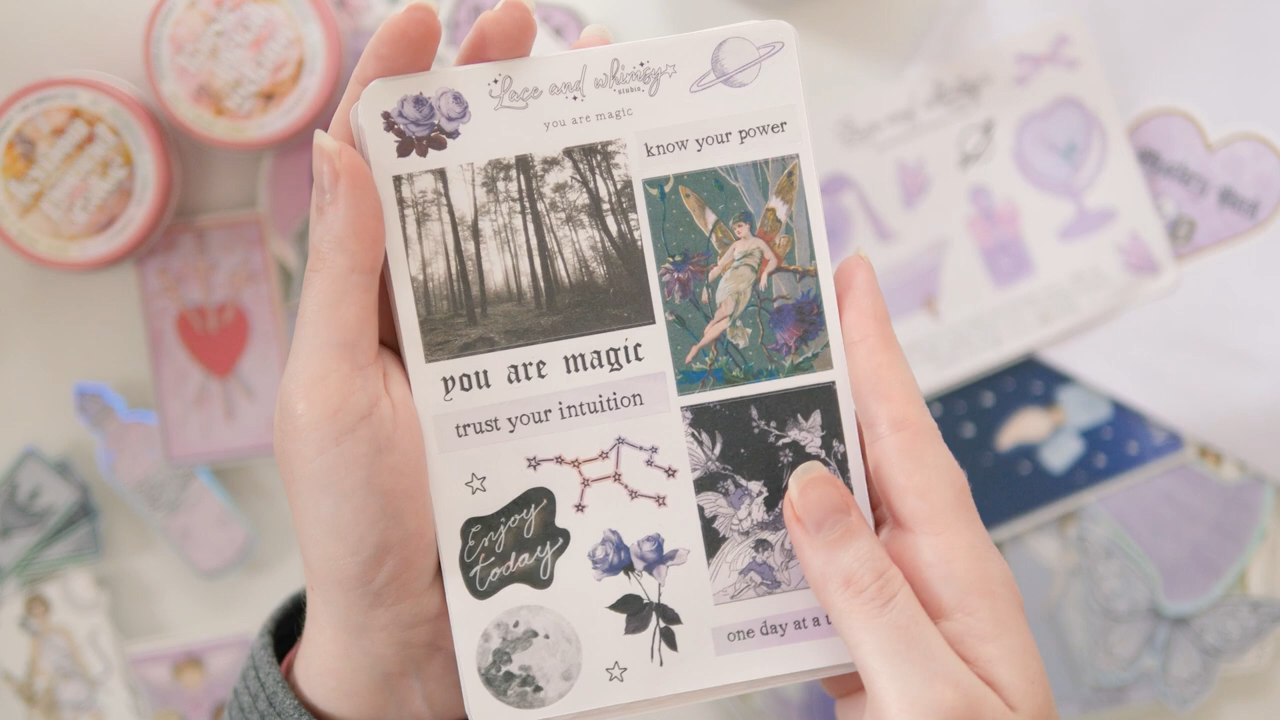 Lace and whimsy
STUDIO
you are magic
know your power
you are magic
trust your intuition
Enjoy
today
one day at a